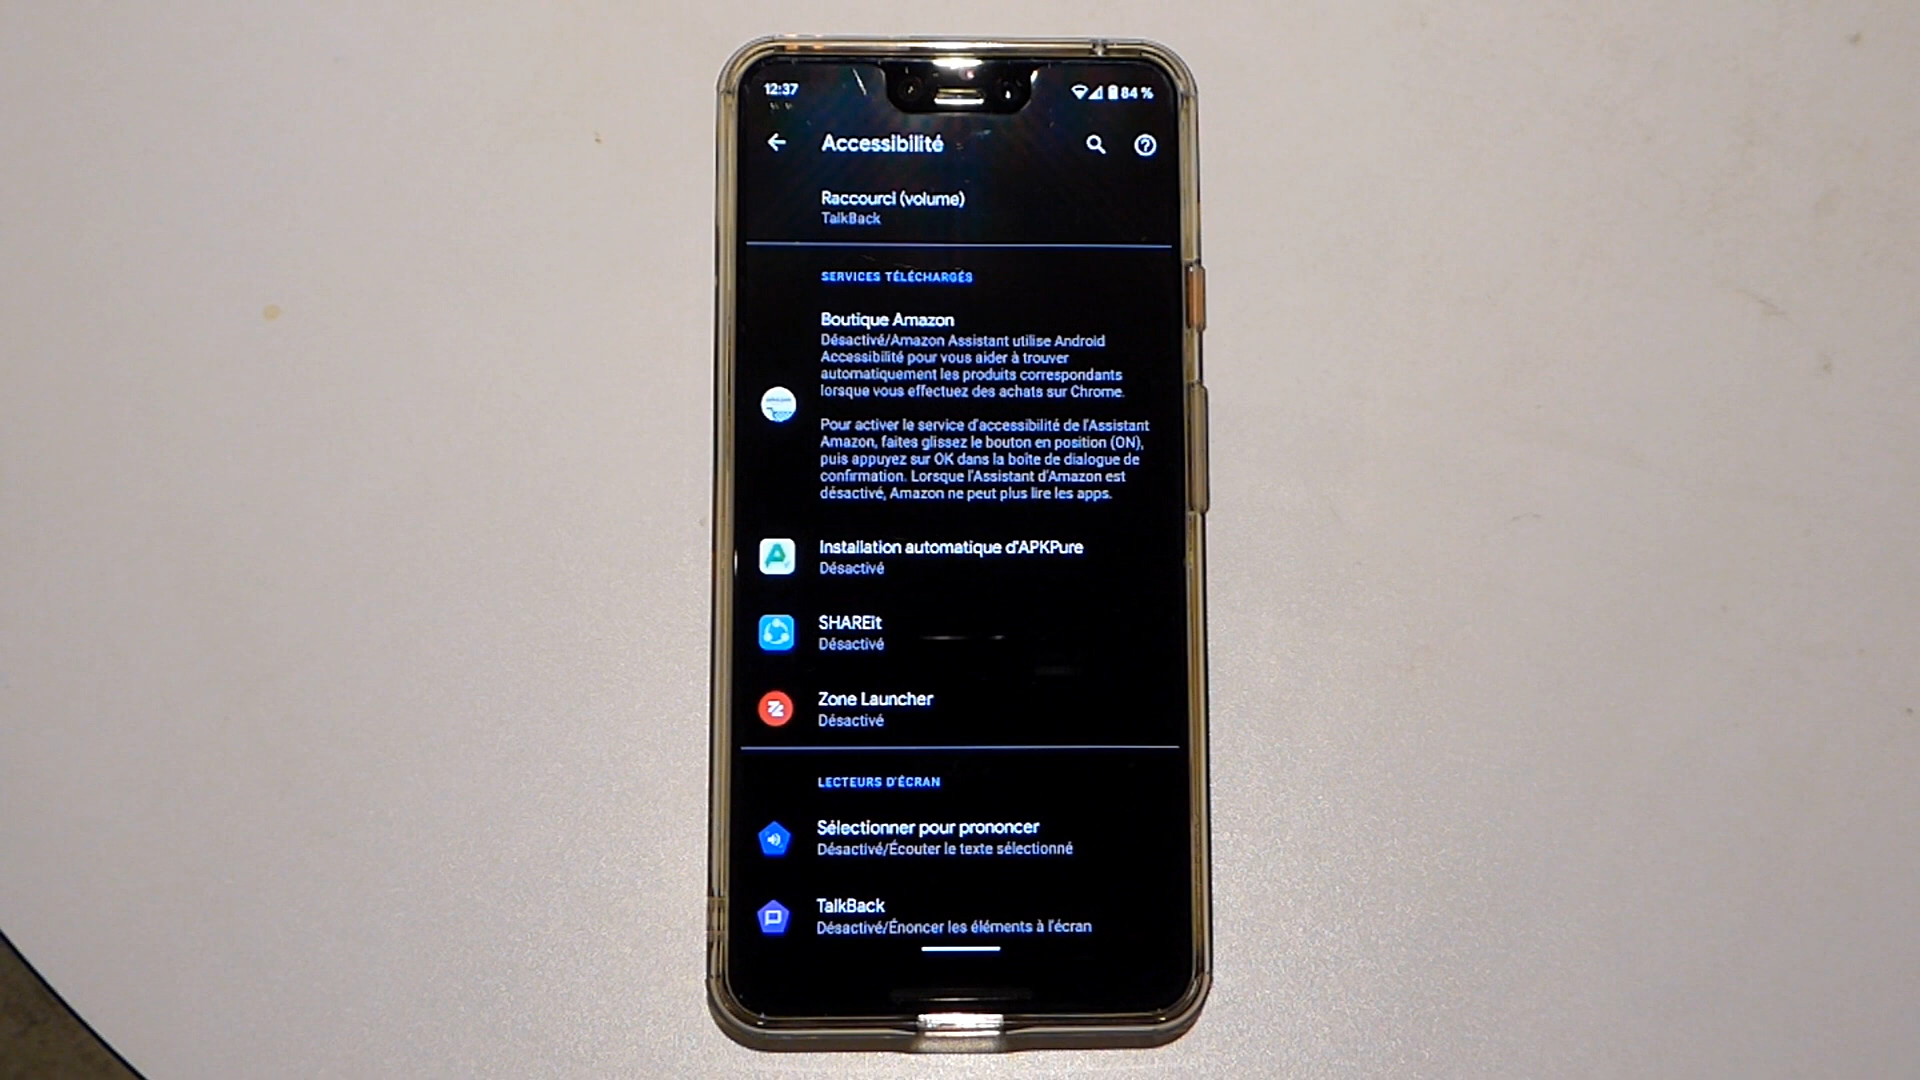 12:37
84 %
Accessibilité
Raccourci (volume)
TalkBack
SERVICES TÉLÉCHARGÉS
Boutique Amazon
Désactivé/Amazon Assistant utilise Android
Accessibilité pour vous aider à trouver
automatiquement les produits correspondants
lorsque vous effectuez des achats sur Chrome.
Pour activer le service d'accessibilité de l'Assistant
Amazon, faites glissez le bouton en position (ON),
puis appuyez sur OK dans la boîte de dialogue de
confirmation. Lorsque l'Assistant d'Amazon est
désactivé, Amazon ne peut plus lire les apps.
Installation automatique d'APKPure
Désactivé
SHAREit
Désactivé
Zone Launcher
Désactivé
LECTEURS D'ÉCRAN
Sélectionner pour prononcer
Désactivé/Écouter le texte sélectionné
TalkBack
Désactivé/Énoncer les éléments à l'écran